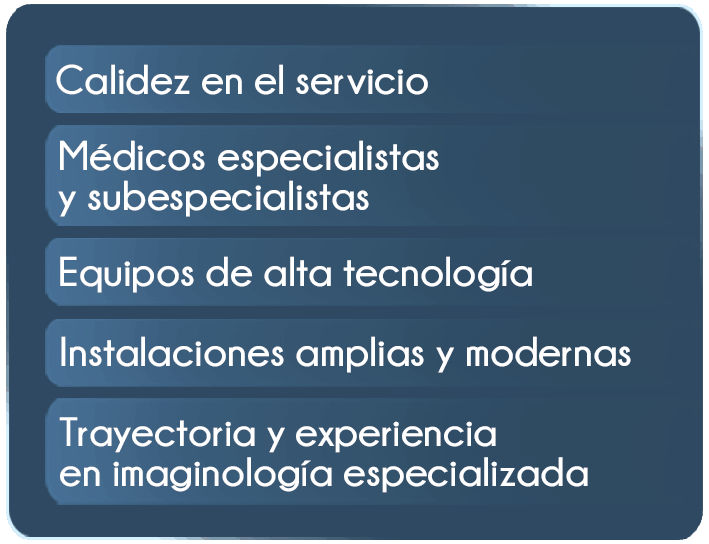 Calidez en el servicio
Médicos especialistas
y subespecialistas
Equipos de alta tecnología
Instalaciones amplias y modernas
Trayectoria y experiencia
en imaginología especializada